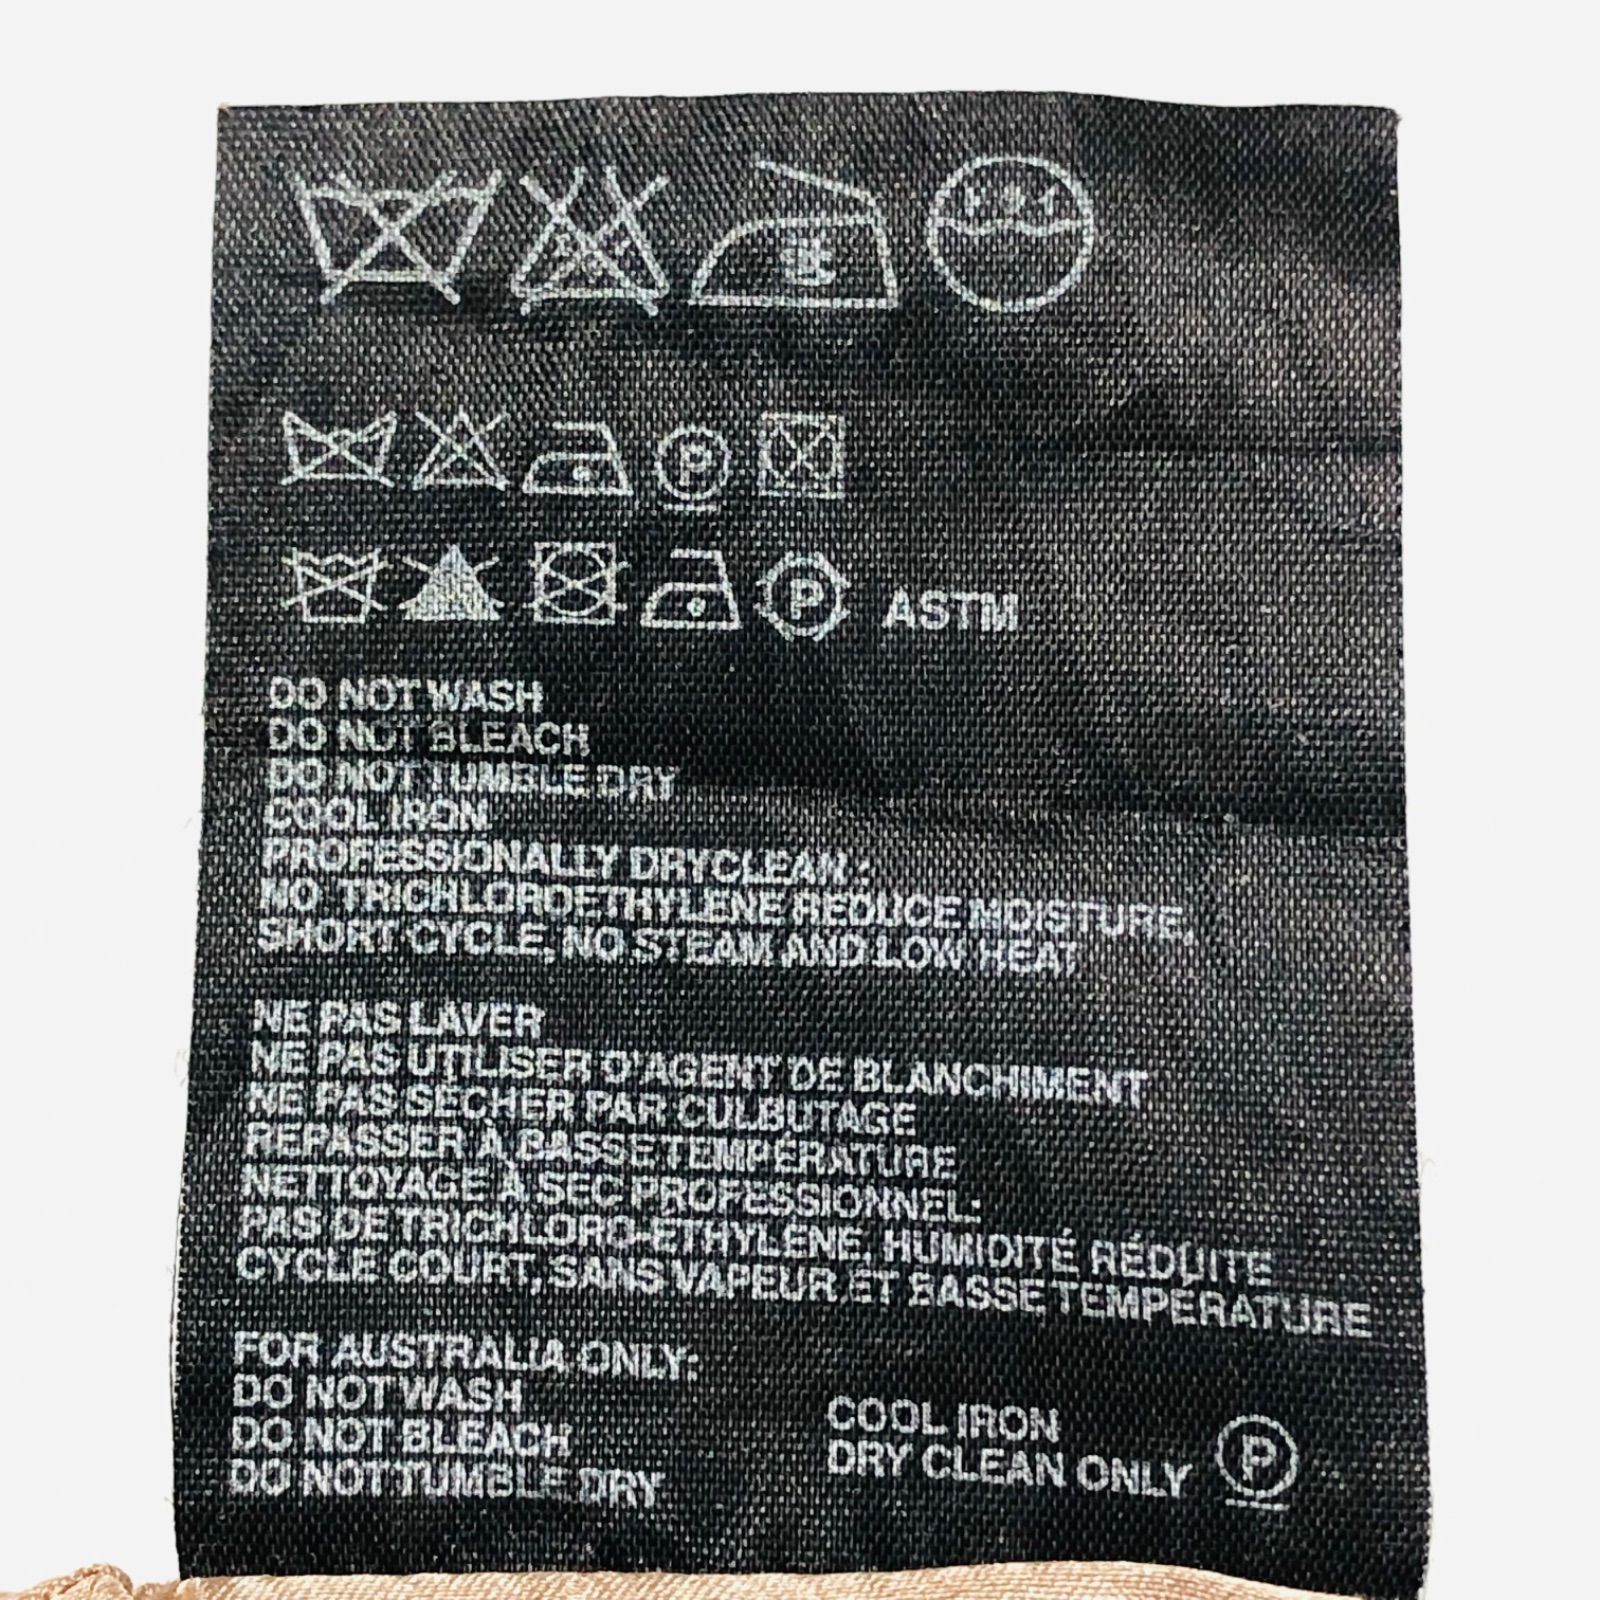 P
P ASTM
DO NOT WASH
DO NOT BLEACH
DO NOT TUMBLE DRY
COOL IRON
PROFESSIONALLY DRYCLEAN:
NO TRICHLOROETHYLENE REDUCE MOISTURE,
SHORT CYCLE, NO STEAM AND LOW HEAT
NE PAS LAVER
NE PAS UTILISER D'AGENT DE BLANCHIMENT
NE PAS SÉCHER PAR CULBUTAGE
REPASSER À BASSE TEMPÉRATURE
NETTOYAGE À SEC PROFESSIONNEL:
PAS DE TRICHLORO-ETHYLÈNE, HUMIDITÉ RÉDUITE
CYCLE COURT, SANS VAPEUR ET BASSE TEMPERATURE
FOR AUSTRALIA ONLY:
DO NOT WASH
DO NOT BLEACH
DO NOT TUMBLE DRY
COOL IRON
DRY CLEAN ONLY P